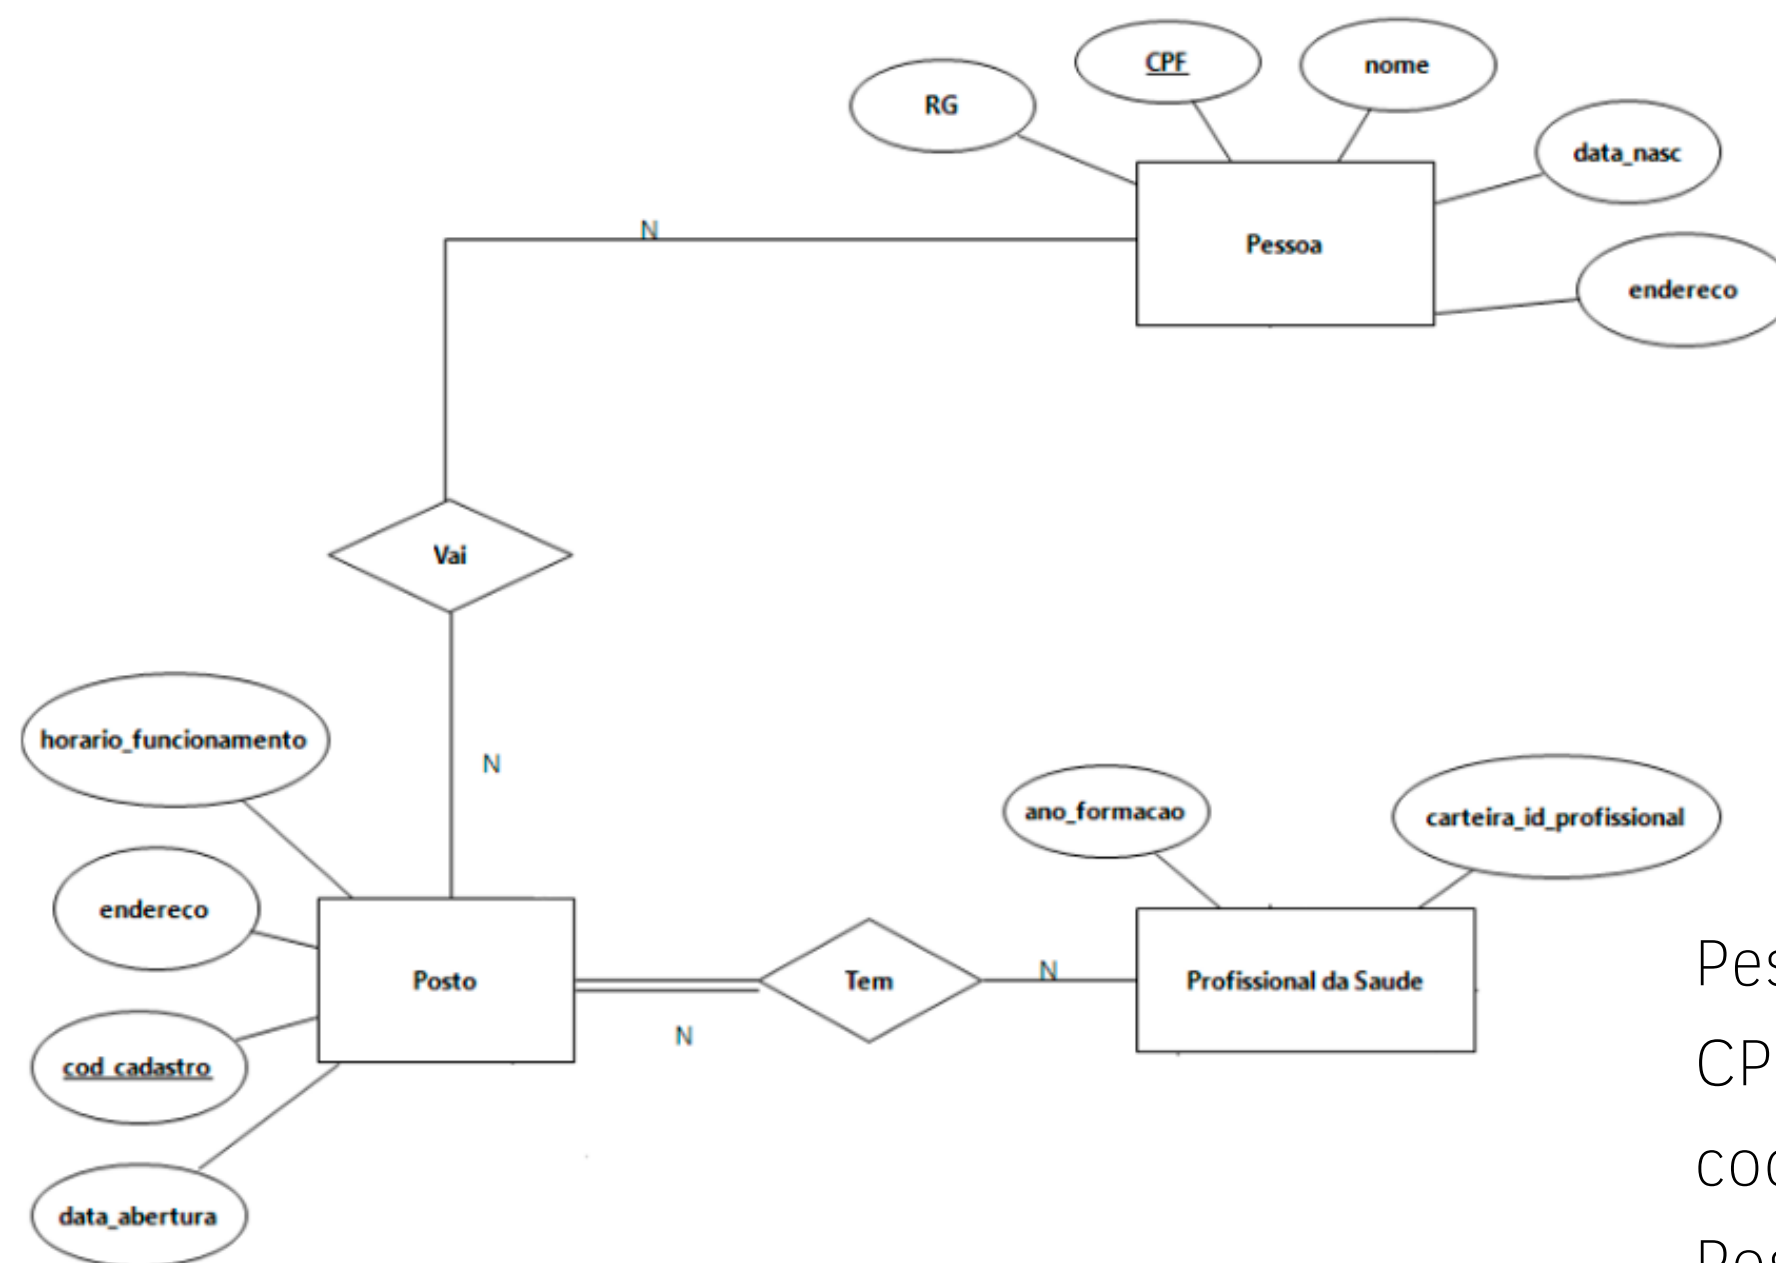 CPF
nome
RG
data_nasc
N
Pessoa
endereco
Vai
horario_funcionamento
N
ano_formacao
carteira_id_profissional
endereco
Posto
Tem
N
Profissional da Saude
N
cod_cadastro
data_abertura